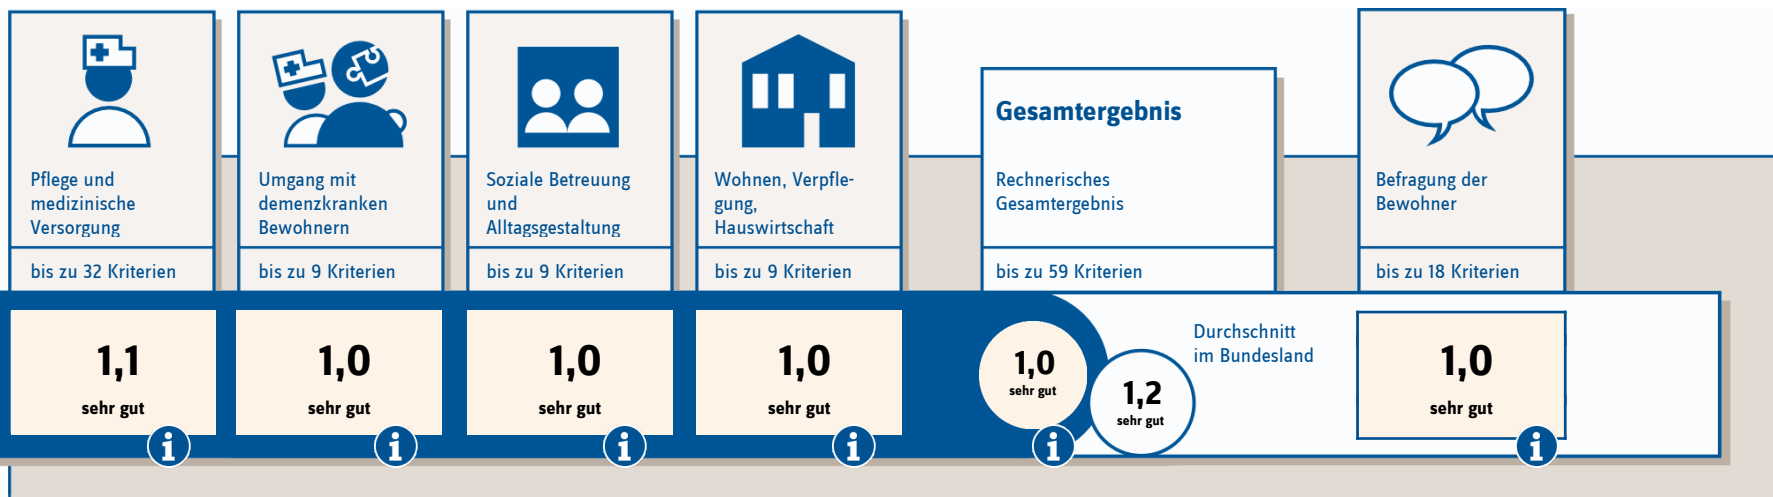 Pflege und
medizinische
Versorgung
bis zu 32 Kriterien
1,1
sehr gut
Umgang mit
demenzkranken
Bewohnern
bis zu 9 Kriterien
1,0
sehr gut
Soziale Betreuung
und
Alltagsgestaltung
bis zu 9 Kriterien
1,0
sehr gut
Wohnen, Verpfle-
gung,
Hauswirtschaft
bis zu 9 Kriterien
1,0
sehr gut
Gesamtergebnis
Rechnerisches
Gesamtergebnis
bis zu 59 Kriterien
1,0
sehr gut
1,2
sehr gut
Durchschnitt
im Bundesland
Befragung der
Bewohner
bis zu 18 Kriterien
1,0
sehr gut